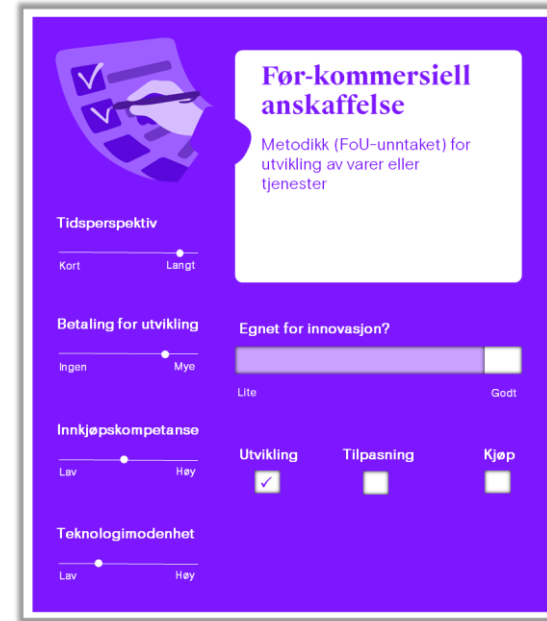 Før-kommersiell
anskaffelse
Metodikk (FoU-unntaket) for
utvikling av varer eller
tjenester
Tidsperspektiv
Kort Langt
Betaling for utvikling
Ingen Mye
Innkjøpskompetanse
Lav Høy
Teknologimodenhet
Lav Høy
Egnet for innovasjon?
Lite Godt
Utvikling Tilpasning Kjøp
✓